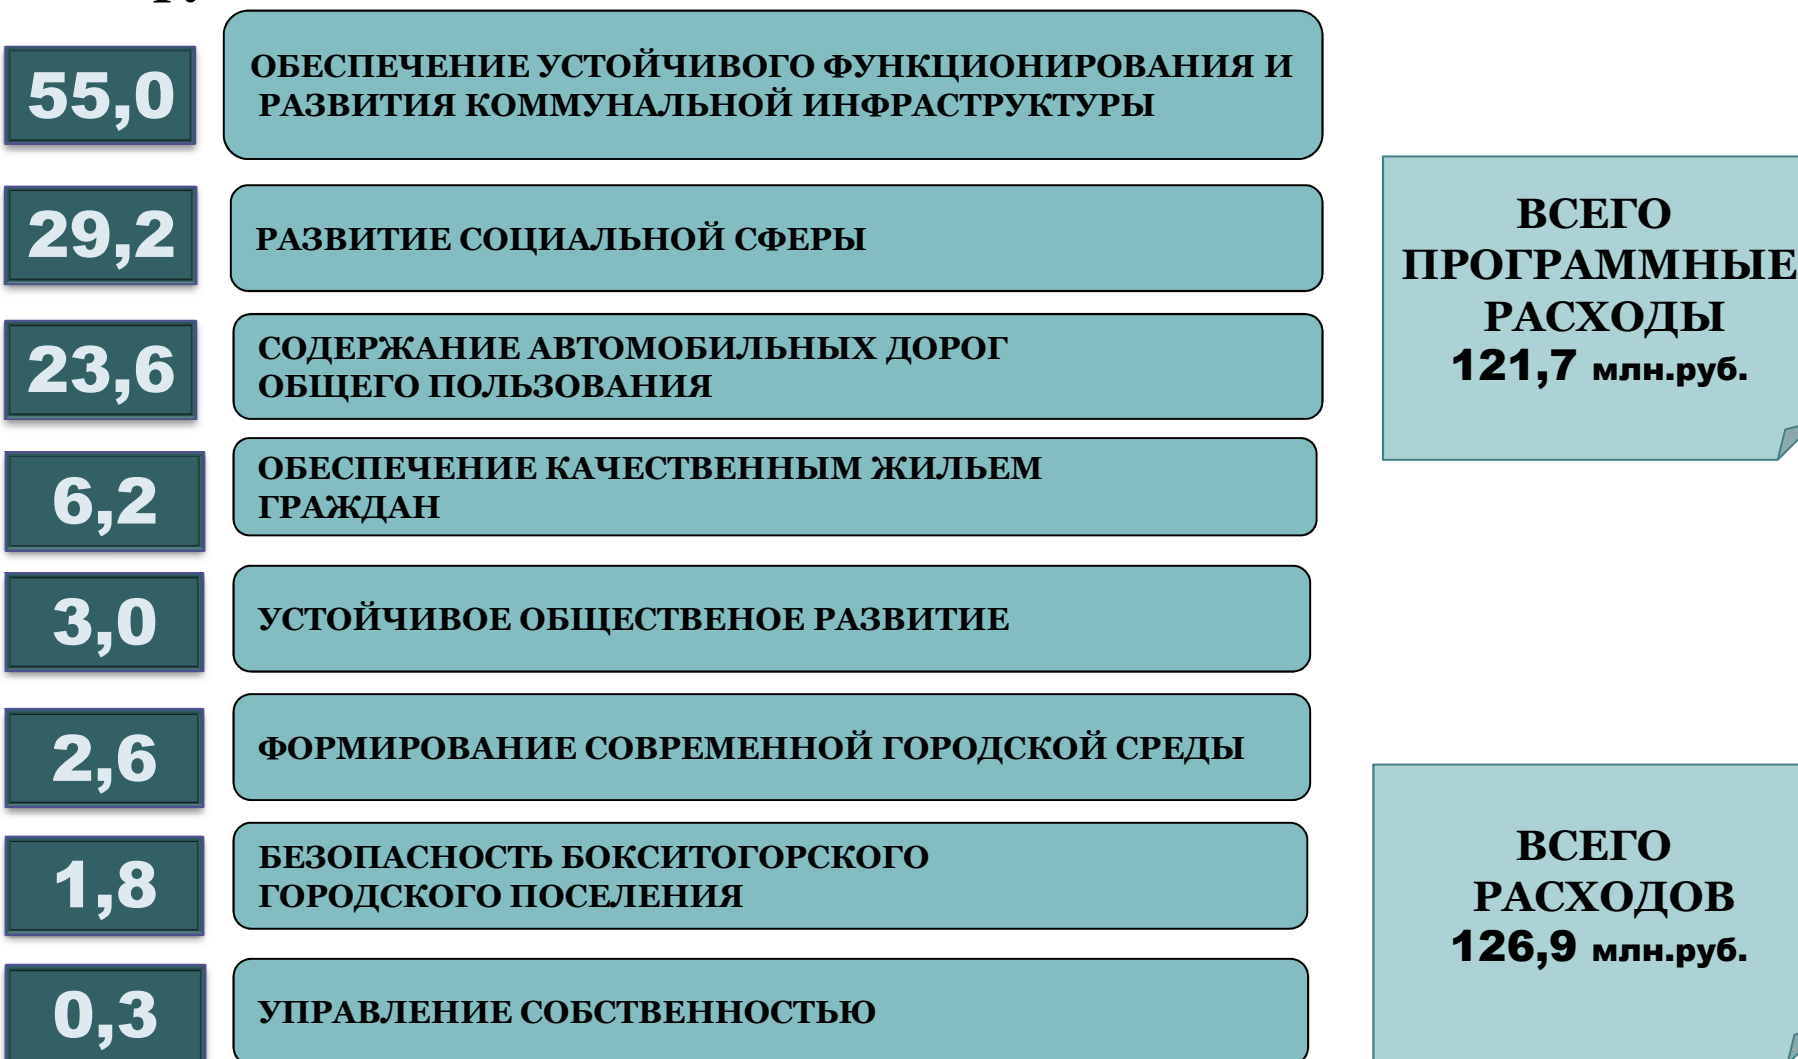 55,0
ОБЕСПЕЧЕНИЕ УСТОЙЧИВОГО ФУНКЦИОНИРОВАНИЯ И
РАЗВИТИЯ КОММУНАЛЬНОЙ ИНФРАСТРУКТУРЫ
29,2
РАЗВИТИЕ СОЦИАЛЬНОЙ СФЕРЫ
23,6
СОДЕРЖАНИЕ АВТОМОБИЛЬНЫХ ДОРОГ
ОБЩЕГО ПОЛЬЗОВАНИЯ
6,2
ОБЕСПЕЧЕНИЕ КАЧЕСТВЕННЫМ ЖИЛЬЕМ
ГРАЖДАН
3,0
УСТОЙЧИВОЕ ОБЩЕСТВЕНОЕ РАЗВИТИЕ
2,6
ФОРМИРОВАНИЕ СОВРЕМЕННОЙ ГОРОДСКОЙ СРЕДЫ
1,8
БЕЗОПАСНОСТЬ БОКСИТОГОРСКОГО
ГОРОДСКОГО ПОСЕЛЕНИЯ
0,3
УПРАВЛЕНИЕ СОБСТВЕННОСТЬЮ
ВСЕГО
ПРОГРАММНЫЕ
РАСХОДЫ
121,7 млн.руб.
ВСЕГО
РАСХОДОВ
126,9 млн.руб.